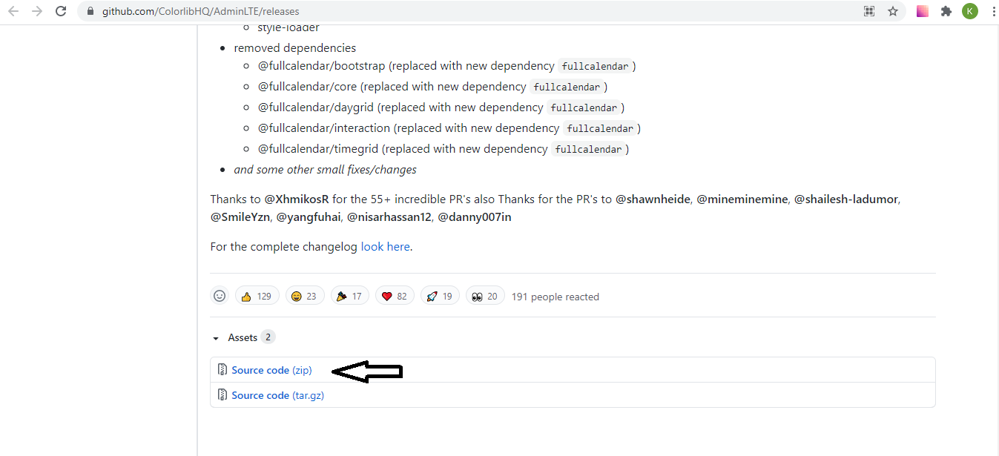 github.com/ColorlibHQ/AdminLTE/releases
K
style-loader
removed dependencies
@fullcalendar/bootstrap (replaced with new dependency fullcalendar )
@fullcalendar/core (replaced with new dependency fullcalendar )
@fullcalendar/daygrid (replaced with new dependency fullcalendar )
@fullcalendar/interaction (replaced with new dependency fullcalendar )
@fullcalendar/timegrid (replaced with new dependency fullcalendar )
and some other small fixes/changes
Thanks to @XhmikosR for the 55+ incredible PR's also Thanks for the PR's to @shawnheide, @mineminemine, @shailesh-ladumor,
@SmileYzn, @yangfuhai, @nisarhassan12, @danny007in
For the complete changelog look here.
129 23 17 82 19 20 191 people reacted
Assets 2
Source code (zip)
Source code (tar.gz)